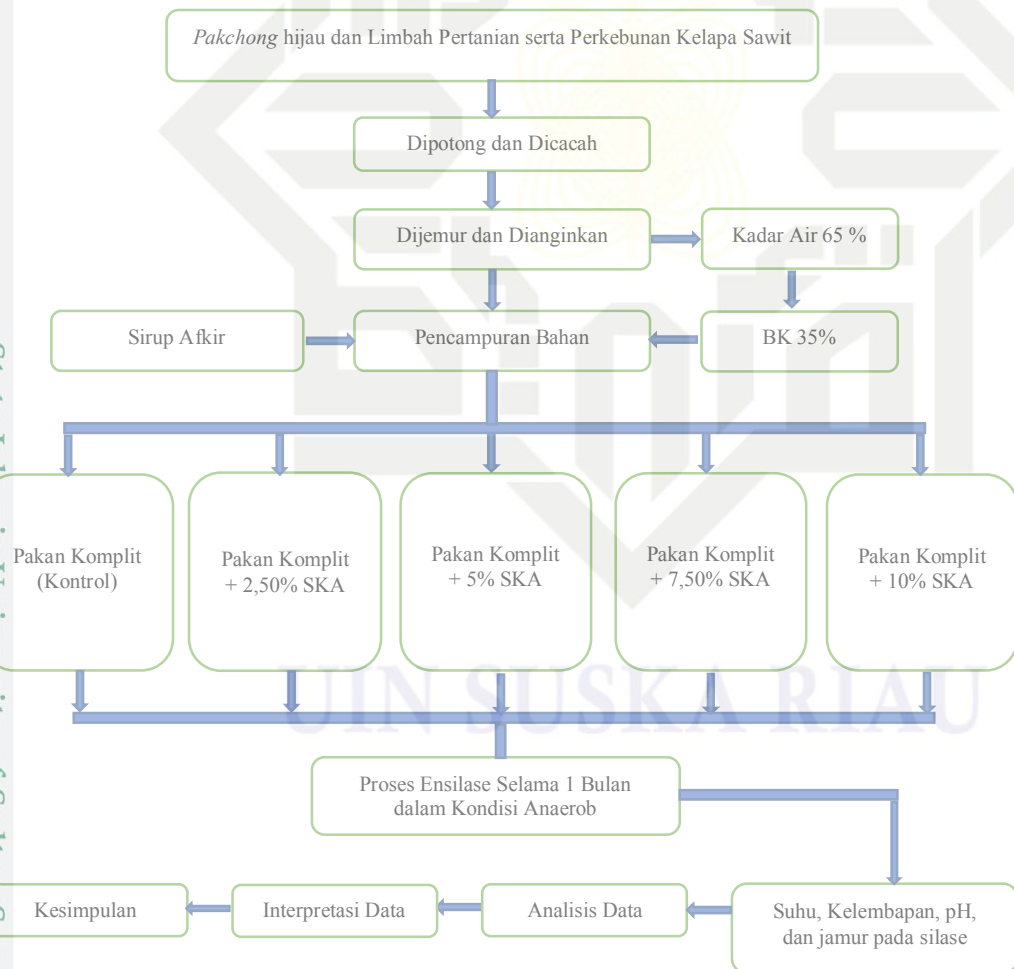 Pakchong hijau dan Limbah Pertanian serta Perkebunan Kelapa Sawit
Dipotong dan Dicacah
Dijemur dan Dianginkan
Kadar Air 65 %
Sirup Afkir
Pencampuran Bahan
BK 35%
Pakan Komplit
(Kontrol)
Pakan Komplit
+ 2,50% SKA
Pakan Komplit
+ 5% SKA
Pakan Komplit
+ 7,50% SKA
Pakan Komplit
+ 10% SKA
UIN SUSKA RIAU
Proses Ensilase Selama 1 Bulan
dalam Kondisi Anaerob
Kesimpulan
Interpretasi Data
Analisis Data
Suhu, Kelembapan, pH,
dan jamur pada silase